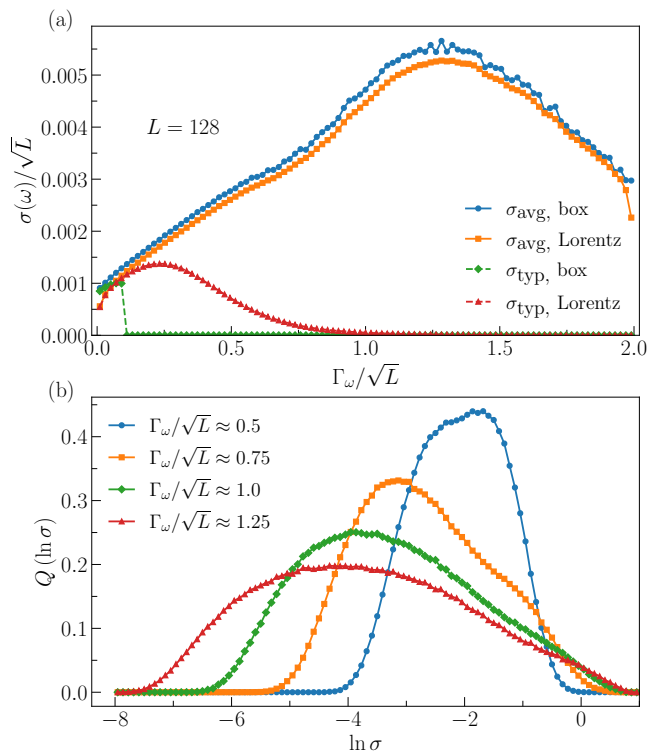 (a)
σ(ω)/√L
0.005
0.004
0.003
0.002
0.001
0.000
L = 128
σavg, box
σavg, Lorentz
σtyp, box
σtyp, Lorentz
0.0 0.5 1.0 1.5 2.0
Γω/√L
(b)
Q (ln σ)
0.4
0.3
0.2
0.1
0.0
Γω/√L ≈ 0.5
Γω/√L ≈ 0.75
Γω/√L ≈ 1.0
Γω/√L ≈ 1.25
−8 −6 −4 −2 0
ln σ